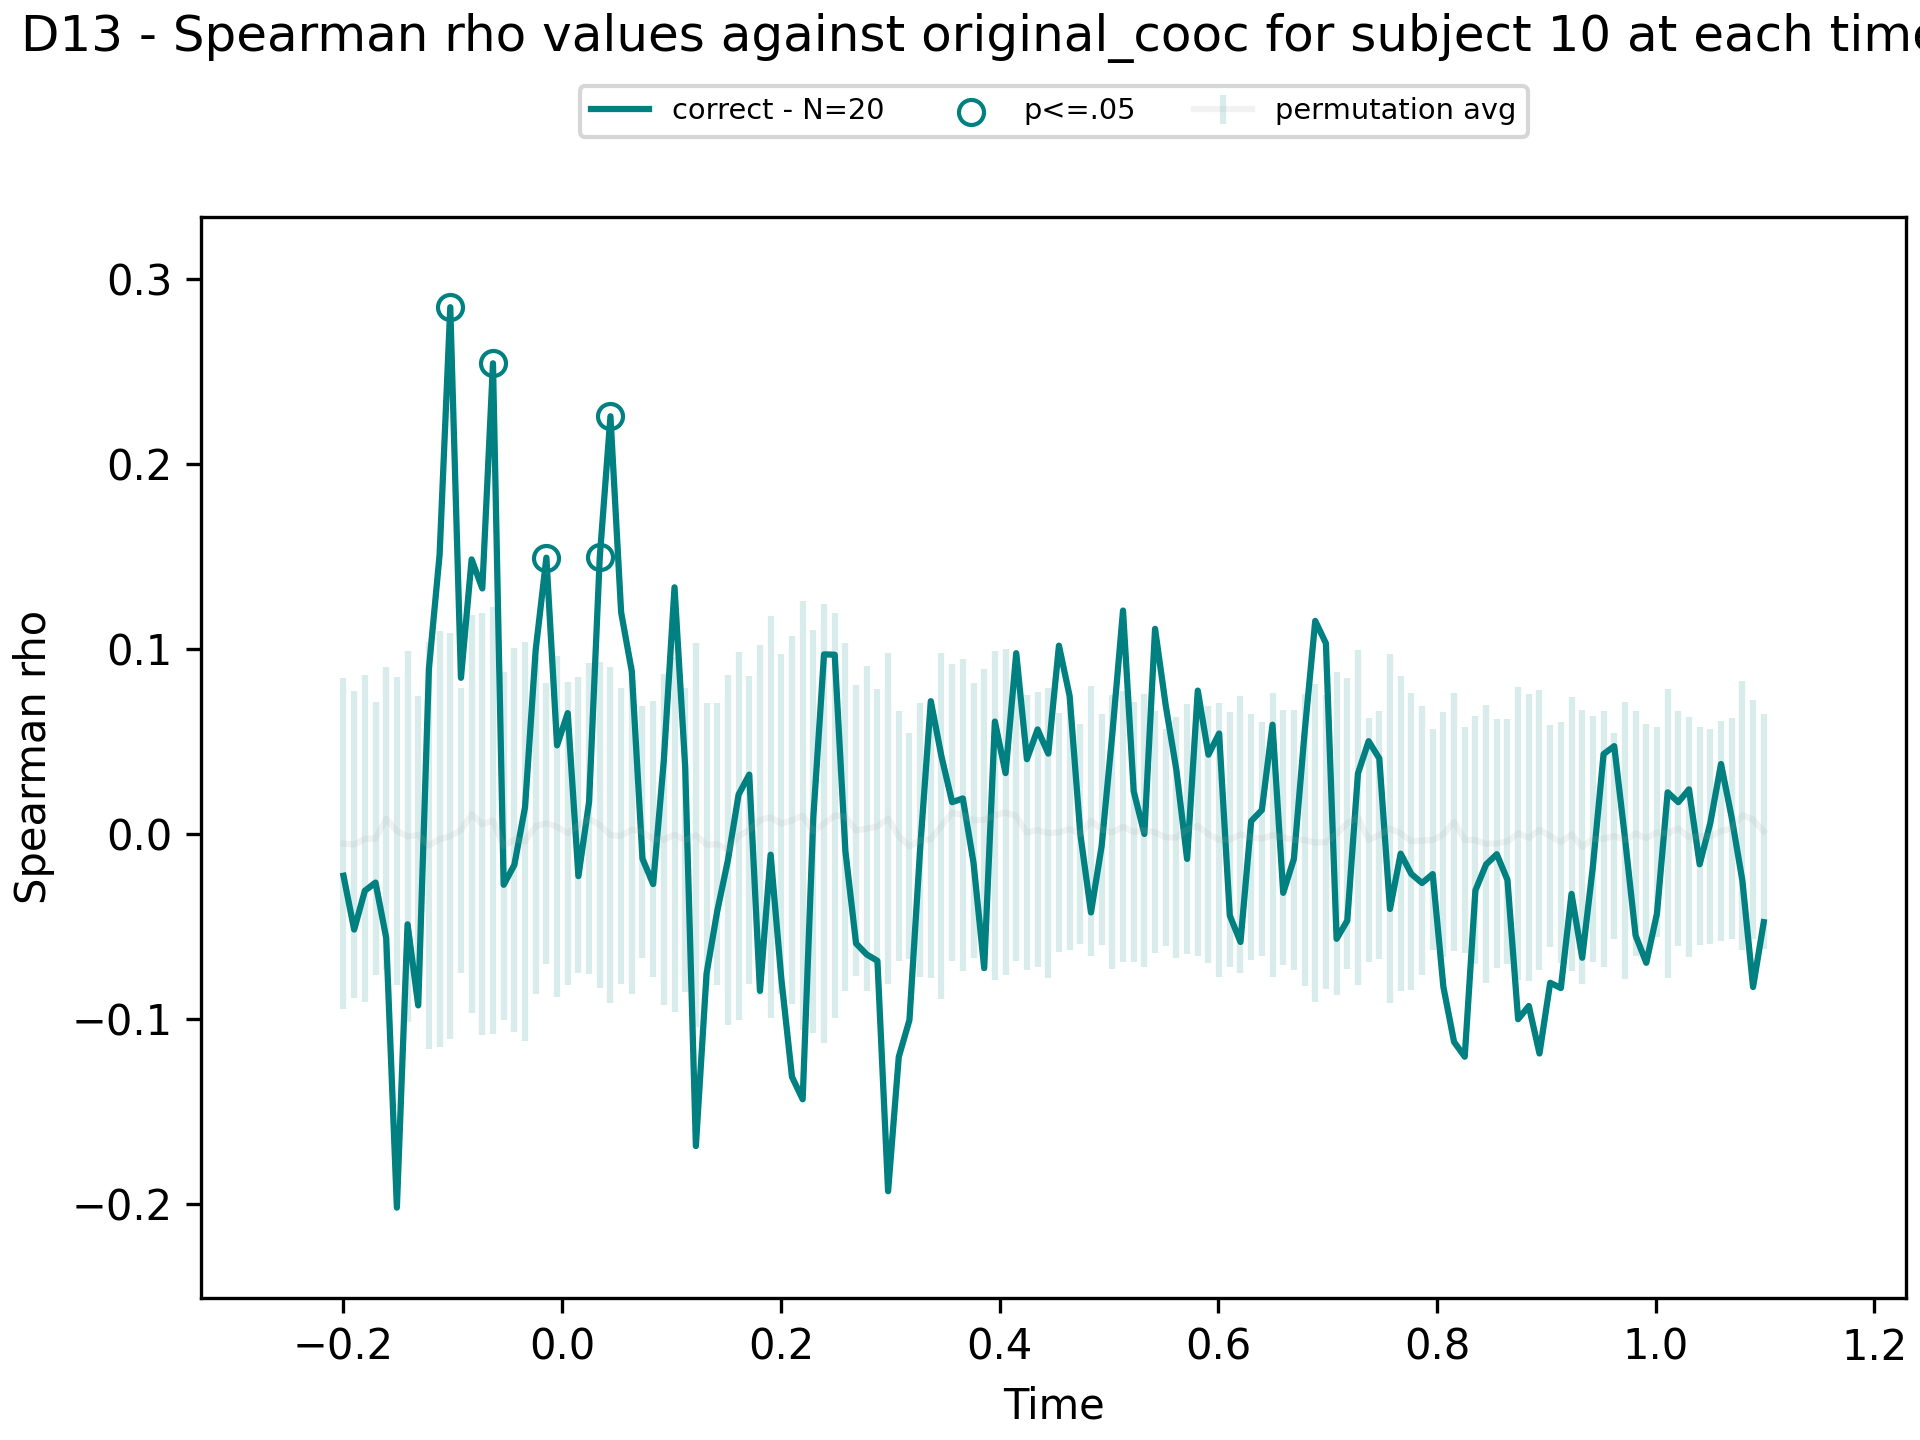 D13 - Spearman rho values against original_cooc for subject 10 at each time
correct - N=20
p<=.05
permutation avg
0.3
0.2
0.1
0.0
−0.1
−0.2
Spearman rho
−0.2
0.0
0.2
0.4
0.6
0.8
1.0
1.2
Time